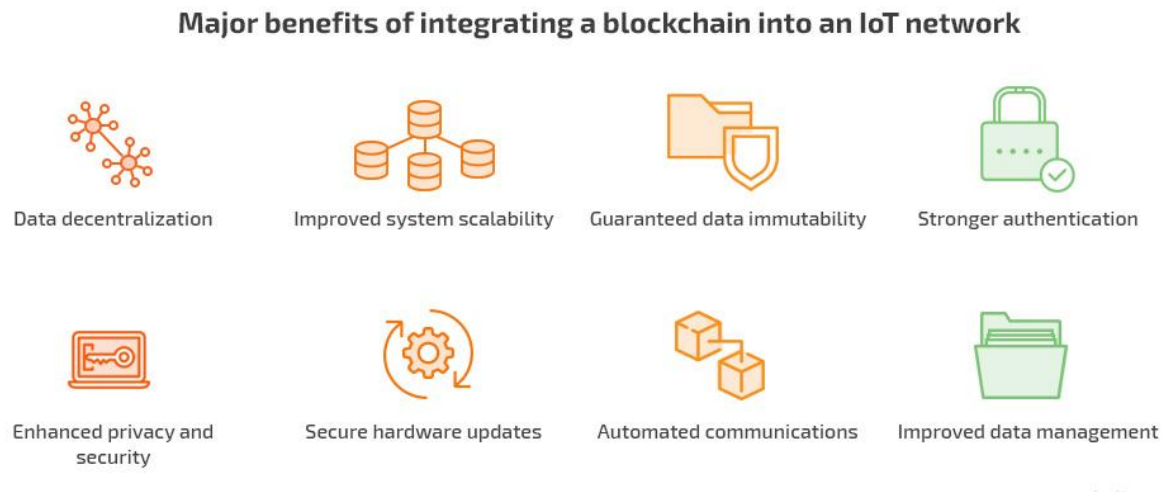 Major benefits of integrating a blockchain into an IoT network
Data decentralization
Improved system scalability
Guaranteed data immutability
Stronger authentication
Enhanced privacy and
security
Secure hardware updates
Automated communications
Improved data management